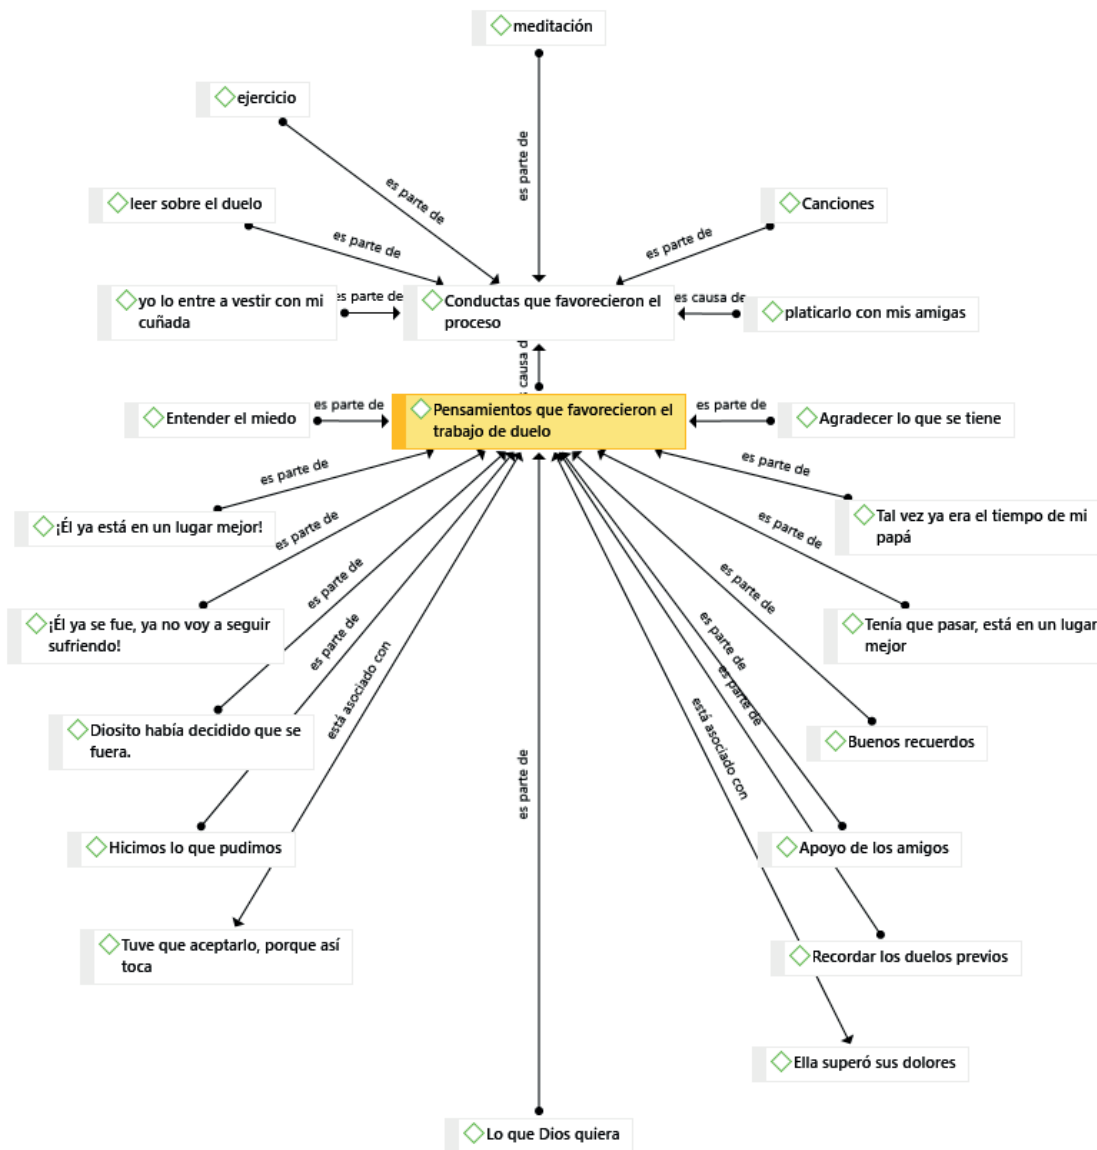 meditación
ejercicio
es parte de
es parte de
leer sobre el duelo
Canciones
es parte de
es parte de
yo lo entre a vestir con mi
cuñada
es parte de
Conductas que favorecieron el
proceso
es causa de
platicarlo con mis amigas
causa d
Entender el miedo
es parte de
Pensamientos que favorecieron el
trabajo de duelo
es parte de
Agradecer lo que se tiene
es parte de
es parte de
¡Él ya está en un lugar mejor!
es parte de
Tal vez ya era el tiempo de mi
papá
es parte de
¡Él ya se fue, ya no voy a seguir
sufriendo!
es parte de
es parte de
Tenía que pasar, está en un lugar
mejor
es parte de
es parte de
está asociado con
es parte de
Diosito había decidido que se
fuera.
está asociado con
Buenos recuerdos
es parte de
Hicimos lo que pudimos
Apoyo de los amigos
Tuve que aceptarlo, porque así
toca
Recordar los duelos previos
Ella superó sus dolores
Lo que Dios quiera